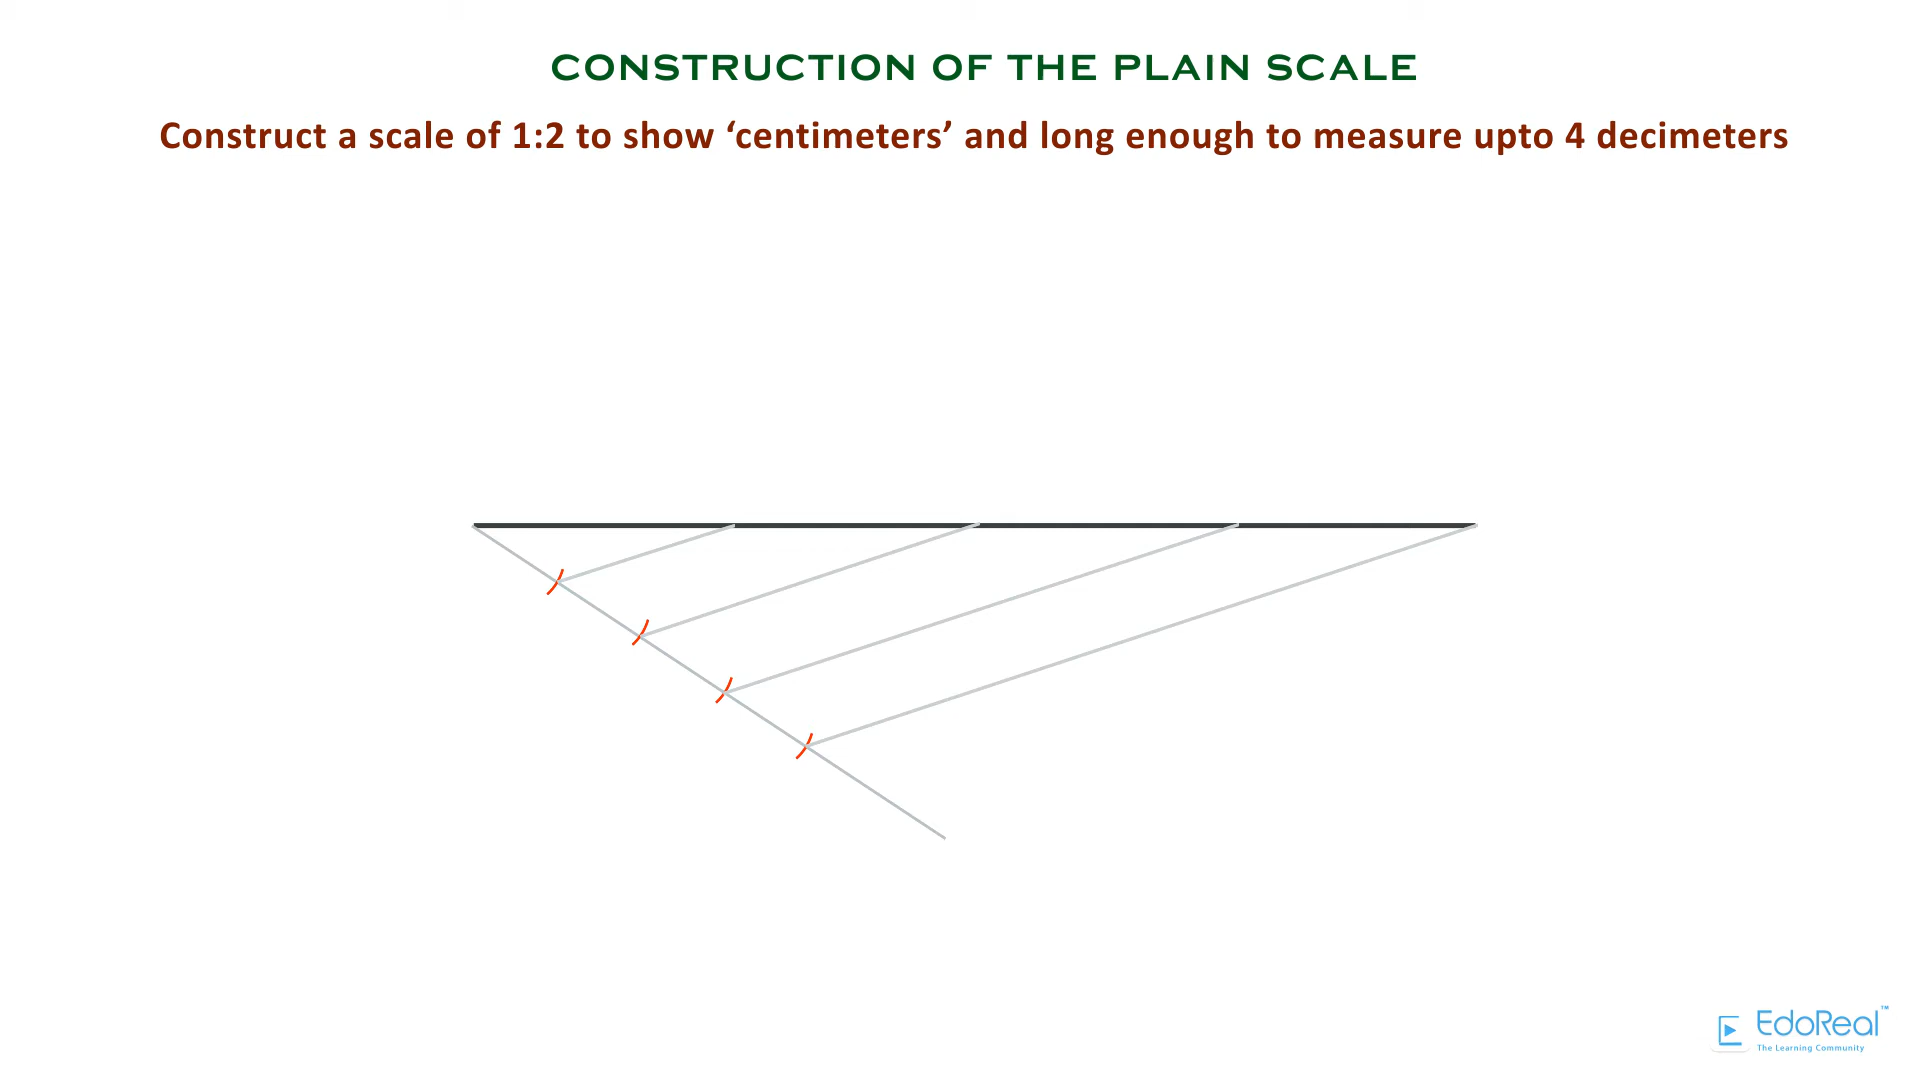 CONSTRUCTION OF THE PLAIN SCALE
Construct a scale of 1:2 to show ‘centimeters’ and long enough to measure upto 4 decimeters
EdoReal™
The Learning Community